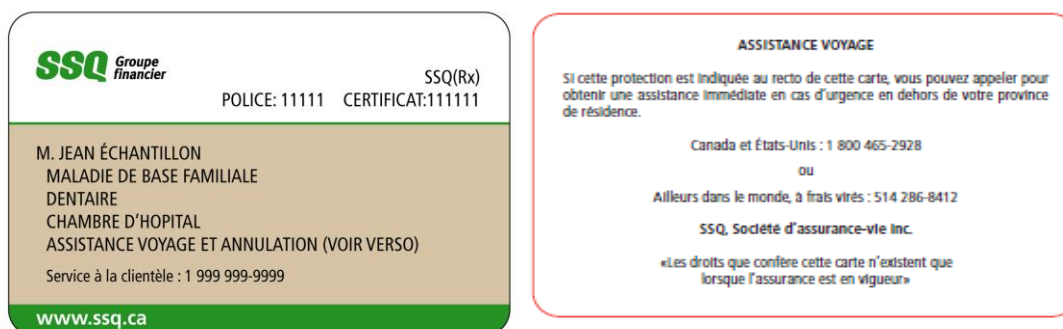 SSQ Groupe financier
SSQ(Rx)
POLICE: 11111 CERTIFICAT:111111
M. JEAN ÉCHANTILLON
MALADIE DE BASE FAMILIALE
DENTAIRE
CHAMBRE D'HOPITAL
ASSISTANCE VOYAGE ET ANNULATION (VOIR VERSO)
Service à la clientèle : 1 999 999-9999
www.ssq.ca
ASSISTANCE VOYAGE
Si cette protection est indiquée au recto de cette carte, vous pouvez appeler pour
obtenir une assistance immédiate en cas d'urgence en dehors de votre province
de résidence.
Canada et États-Unis : 1 800 465-2928
ou
Ailleurs dans le monde, à frais virés : 514 286-8412
SSQ, Société d'assurance-vie inc.
«Les droits que confère cette carte n'existent que
lorsque l'assurance est en vigueur»